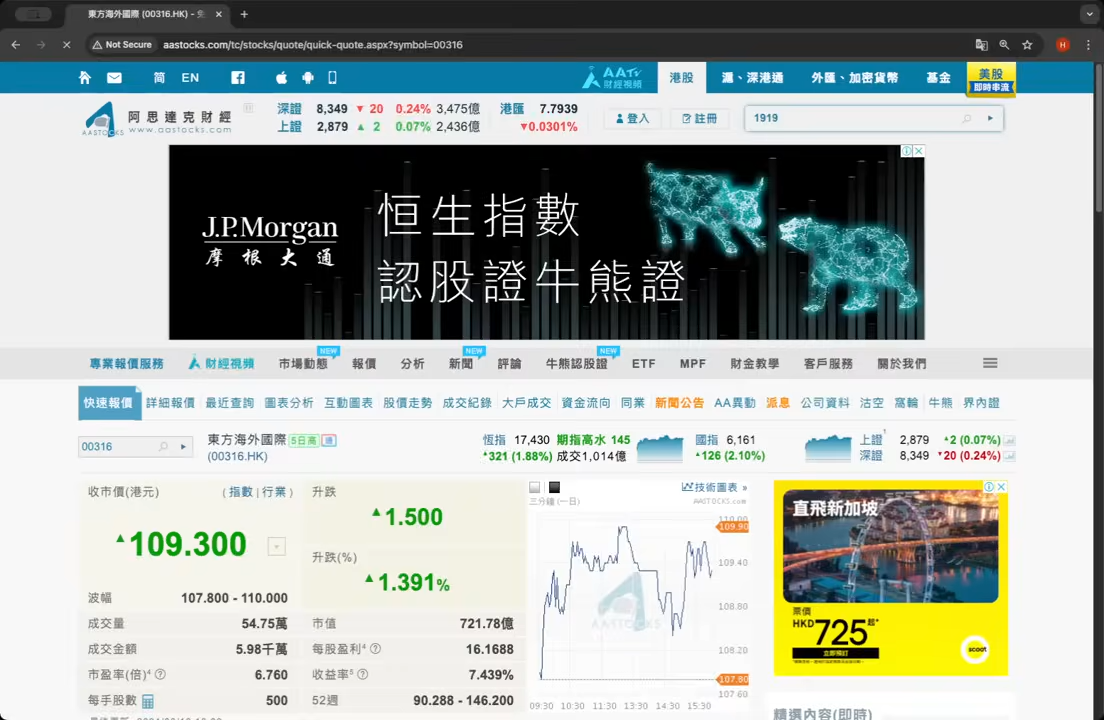 東方海外國際 (00316.HK) -
Not Secure aastocks.com/tc/stocks/quote/quick-quote.aspx?symbol=00316
H
简 EN
AATV 財經視頻
港股 滬、深港通 外匯、加密貨幣 基金 美股 即時串流
AASTOCKS
阿思達克財經
www.aastocks.com
深證 8,349 ▼ 20 0.24% 3,475億
上證 2,879 ▲ 2 0.07% 2,436億
港匯 7.7939
▼0.0301%
登入 註冊 1919
J.P.Morgan
摩根大通
恒生指數
認股證牛熊證
專業報價服務 財經視頻 市場動態 NEW 報價 分析 新聞 NEW 評論 牛熊認股證 NEW ETF MPF 財金教學 客戶服務 關於我們
快速報價 詳細報價 最近查詢 圖表分析 互動圖表 股價走勢 成交紀錄 大戶成交 資金流向 同業 新聞公告 AA異動 派息 公司資料 沽空 窩輪 牛熊 界內證
00316
東方海外國際 5日高
(00316.HK)
恆指 17,430 期指高水 145
▲321 (1.88%) 成交1,014億
國指 6,161
▲126 (2.10%)
上證 2,879 ▲2 (0.07%)
深證 8,349 ▼20 (0.24%)
收市價(港元) ( 指數 | 行業 )
▲109.300
升跌
▲1.500
升跌(%)
▲1.391%
波幅 107.800 - 110.000
成交量 54.75萬
市值 721.78億
成交金額 5.98千萬
每股盈利4 16.1688
市盈率(倍)4 6.760
收益率5 7.439%
每手股數 500
52週 90.288 - 146.200
技術圖表 »
三分鐘 (一日)
AASTOCKS.com
AASTOCKS
110.00
109.90
109.40
108.80
108.20
107.80
107.60
09:30 10:30 11:30 13:30 14:30 15:30
直飛新加坡
票價
HKD 725 起*
立即預訂
scoot
精選內容(即時)